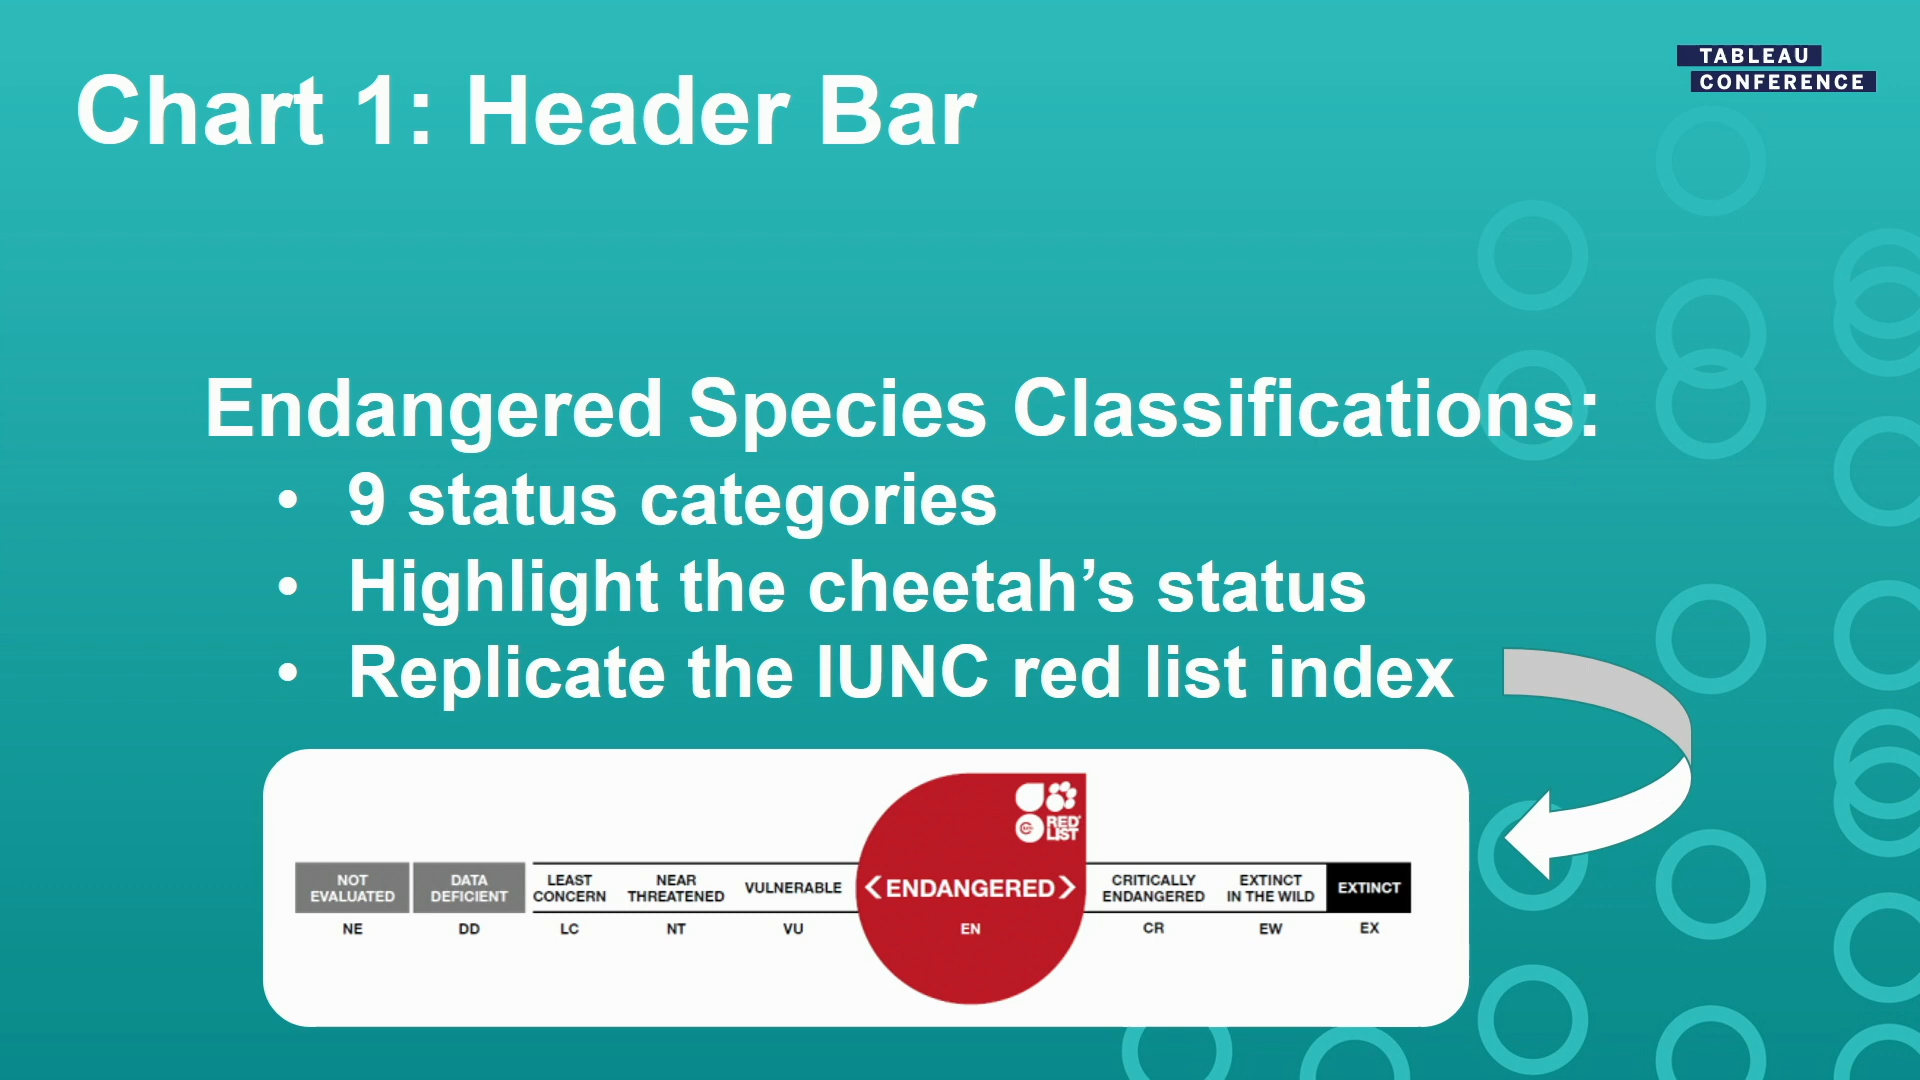 TABLEAU
CONFERENCE
Chart 1: Header Bar
Endangered Species Classifications:
• 9 status categories
• Highlight the cheetah’s status
• Replicate the IUNC red list index
RED
LIST
NOT
EVALUATED
NE
DATA
DEFICIENT
DD
LEAST
CONCERN
LC
NEAR
THREATENED
NT
VULNERABLE
VU
<ENDANGERED>
EN
CRITICALLY
ENDANGERED
CR
EXTINCT
IN THE WILD
EW
EXTINCT
EX